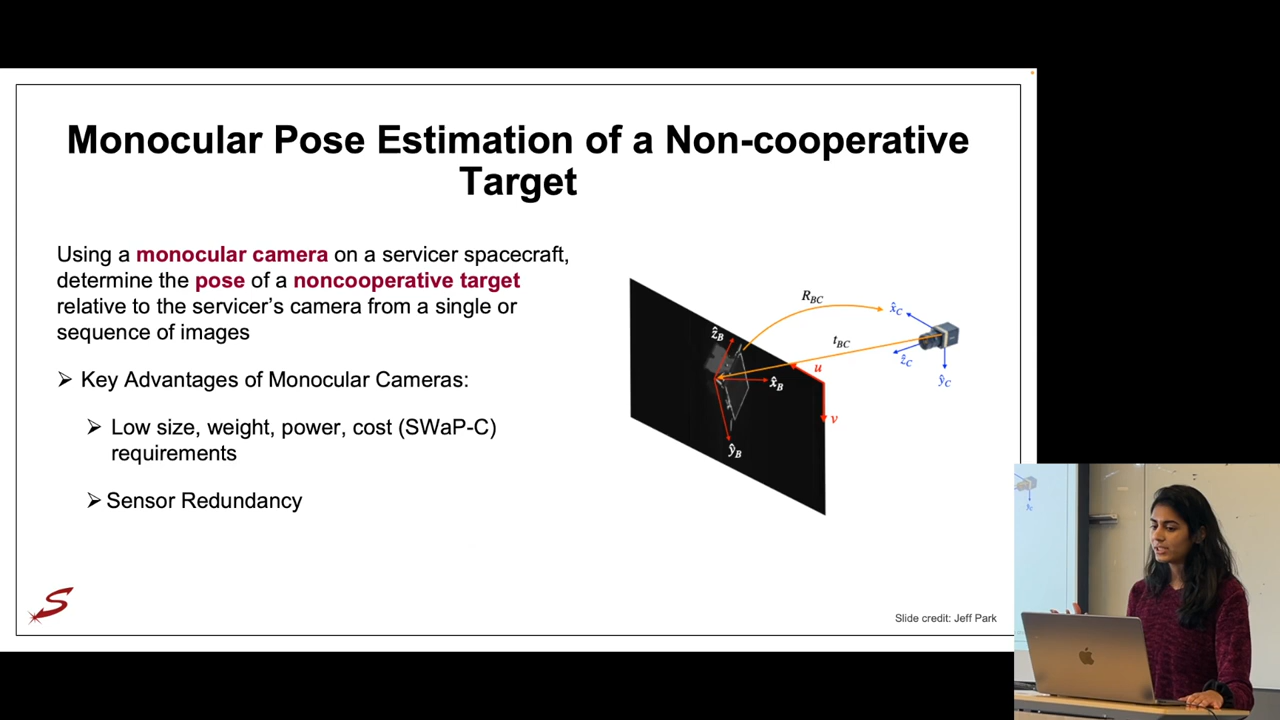 Monocular Pose Estimation of a Non-cooperative
Target
Using a monocular camera on a servicer spacecraft,
determine the pose of a noncooperative target
relative to the servicer's camera from a single or
sequence of images
➢ Key Advantages of Monocular Cameras:
➢ Low size, weight, power, cost (SWaP-C)
requirements
➢ Sensor Redundancy
R_BC
t_BC
x̂_C
ẑ_C
ŷ_C
u
v
ẑ_B
x̂_B
ŷ_B
S
Slide credit: Jeff Park
ŷ_C